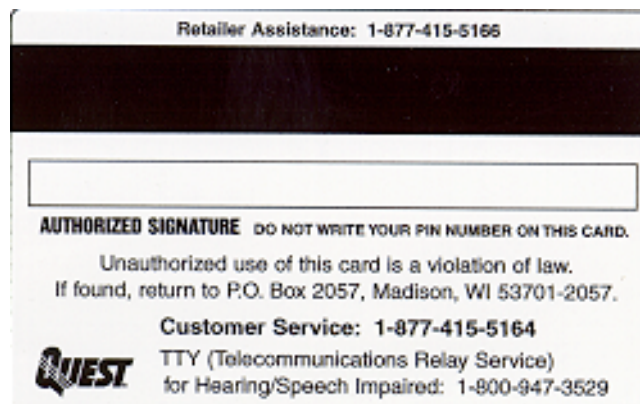 Retailer Assistance: 1-877-415-5166
AUTHORIZED SIGNATURE DO NOT WRITE YOUR PIN NUMBER ON THIS CARD.
Unauthorized use of this card is a violation of law.
If found, return to P.O. Box 2057, Madison, WI 53701-2057.
Customer Service: 1-877-415-5164
QUEST
TTY (Telecommunications Relay Service)
for Hearing/Speech Impaired: 1-800-947-3529